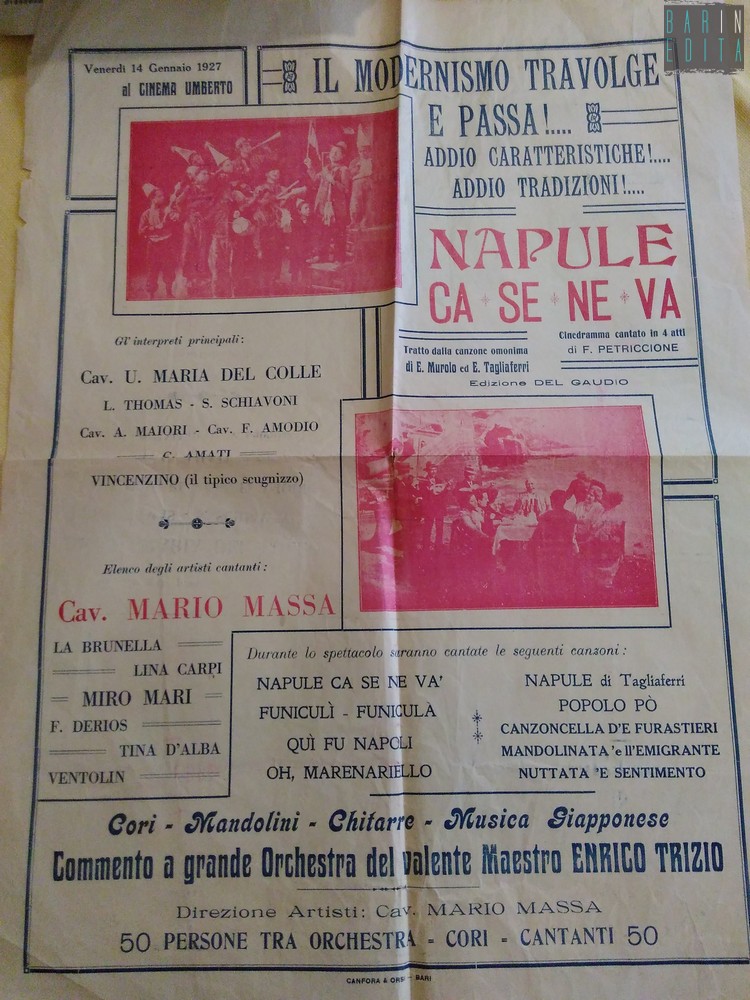 BARIN
EDITA
Venerdì 14 Gennaio 1927
al CINEMA UMBERTO
IL MODERNISMO TRAVOLGE
E PASSA!....
ADDIO CARATTERISTICHE!....
ADDIO TRADIZIONI!....
NAPULE
CA SE NE VA
Tratto dalla canzone omonima
di E. Murolo ed E. Tagliaferri
Cinedramma cantato in 4 atti
di F. PETRICCIONE
Edizione DEL GAUDIO
Gl' interpreti principali:
Cav. U. MARIA DEL COLLE
L. THOMAS - S. SCHIAVONI
Cav. A. MAIORI - Cav. F. AMODIO
C. AMATI
VINCENZINO (il tipico scugnizzo)
Elenco degli artisti cantanti:
Cav. MARIO MASSA
LA BRUNELLA
LINA CARPI
MIRO MARI
F. DERIOS
TINA D'ALBA
VENTOLIN
Durante lo spettacolo saranno cantate le seguenti canzoni:
NAPULE CA SE NE VA'
FUNICULÌ - FUNICULÀ
QUÌ FU NAPOLI
OH, MARENARIELLO
NAPULE di Tagliaferri
POPOLO PÒ
CANZONCELLA D'E FURASTIERI
MANDOLINATA 'e ll'EMIGRANTE
NUTTATA 'E SENTIMENTO
Cori - Mandolini - Chitarre - Musica Giapponese
Commento a grande Orchestra del valente Maestro ENRICO TRIZIO
Direzione Artisti: Cav. MARIO MASSA
50 PERSONE TRA ORCHESTRA - CORI - CANTANTI 50
CANFORA & ORSI - BARI